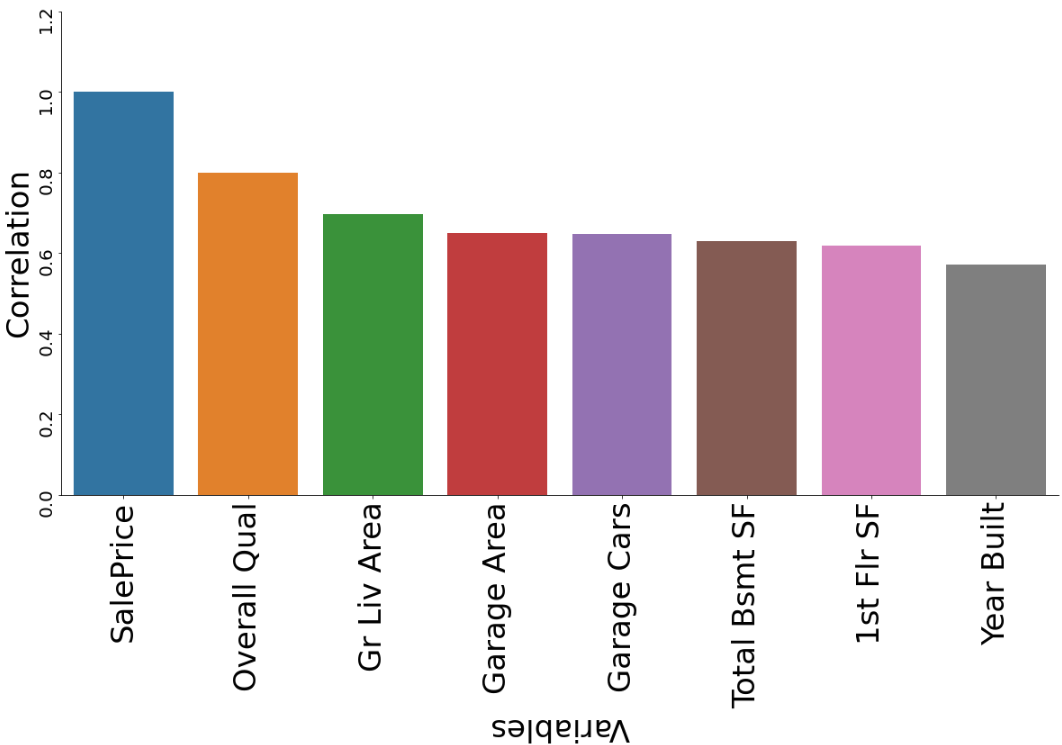 Correlation
1.2
1.0
0.8
0.6
0.4
0.2
0.0
SalePrice
Overall Qual
Gr Liv Area
Garage Area
Garage Cars
Total Bsmt SF
1st Flr SF
Year Built
Variables